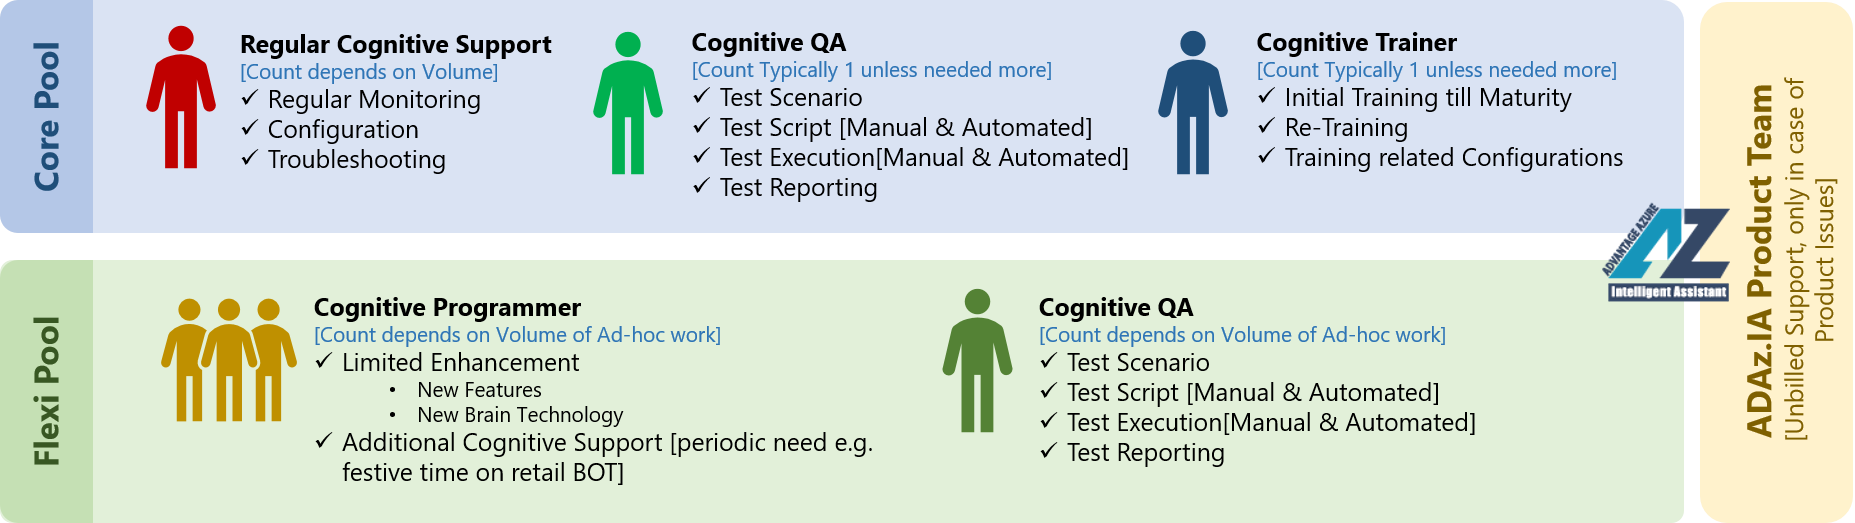 Core Pool
Regular Cognitive Support
[Count depends on Volume]
✓ Regular Monitoring
✓ Configuration
✓ Troubleshooting
Cognitive QA
[Count Typically 1 unless needed more]
✓ Test Scenario
✓ Test Script [Manual & Automated]
✓ Test Execution[Manual & Automated]
✓ Test Reporting
Cognitive Trainer
[Count Typically 1 unless needed more]
✓ Initial Training till Maturity
✓ Re-Training
✓ Training related Configurations
Flexi Pool
Cognitive Programmer
[Count depends on Volume of Ad-hoc work]
✓ Limited Enhancement
• New Features
• New Brain Technology
✓ Additional Cognitive Support [periodic need e.g.
festive time on retail BOT]
Cognitive QA
[Count depends on Volume of Ad-hoc work]
✓ Test Scenario
✓ Test Script [Manual & Automated]
✓ Test Execution[Manual & Automated]
✓ Test Reporting
ADVANTAGE AZURE
AZ
Intelligent Assistant
ADAz.IA Product Team
[Unbilled Support, only in case of
Product Issues]